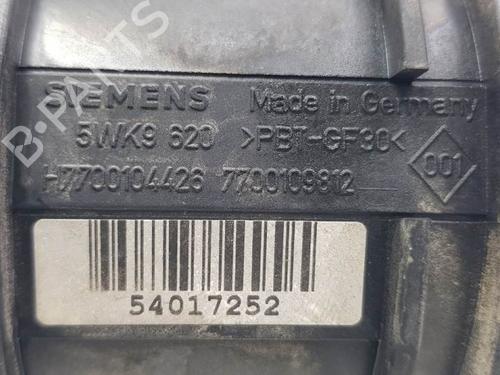 B-PARTS
SIEMENS Made in Germany
5WK9 620 >PBT-GF30< 001
H7700104426 7700109812
54017252